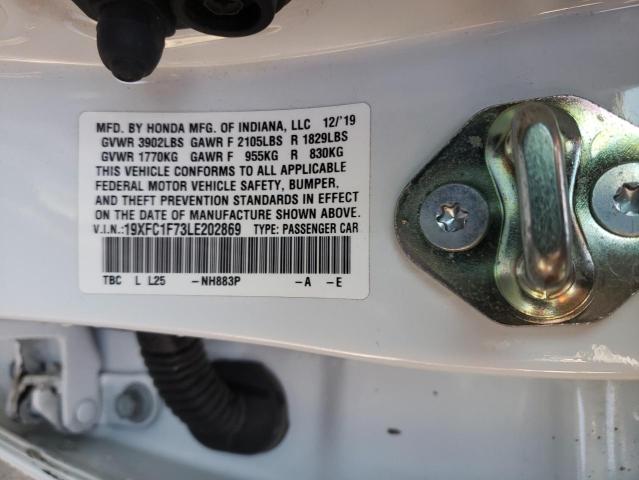 MFD. BY HONDA MFG. OF INDIANA, LLC 12/'19
GVWR 3902LBS GAWR F 2105LBS R 1829LBS
GVWR 1770KG GAWR F 955KG R 830KG
THIS VEHICLE CONFORMS TO ALL APPLICABLE
FEDERAL MOTOR VEHICLE SAFETY, BUMPER,
AND THEFT PREVENTION STANDARDS IN EFFECT
ON THE DATE OF MANUFACTURE SHOWN ABOVE.
V.I.N.:19XFC1F73LE202869 TYPE: PASSENGER CAR
TBC L L25 -NH883P -A -E